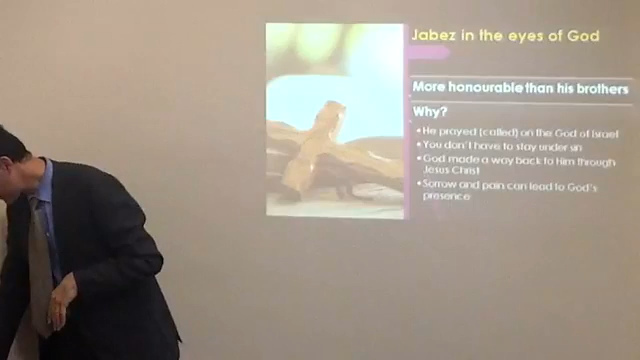 Jabez in the eyes of God
More honourable than his brothers
Why?
He prayed (called) on the God of Israel
You don't have to stay under sin
God made a way back to Him through
Jesus Christ
Sorrow and pain can lead to God's
presence